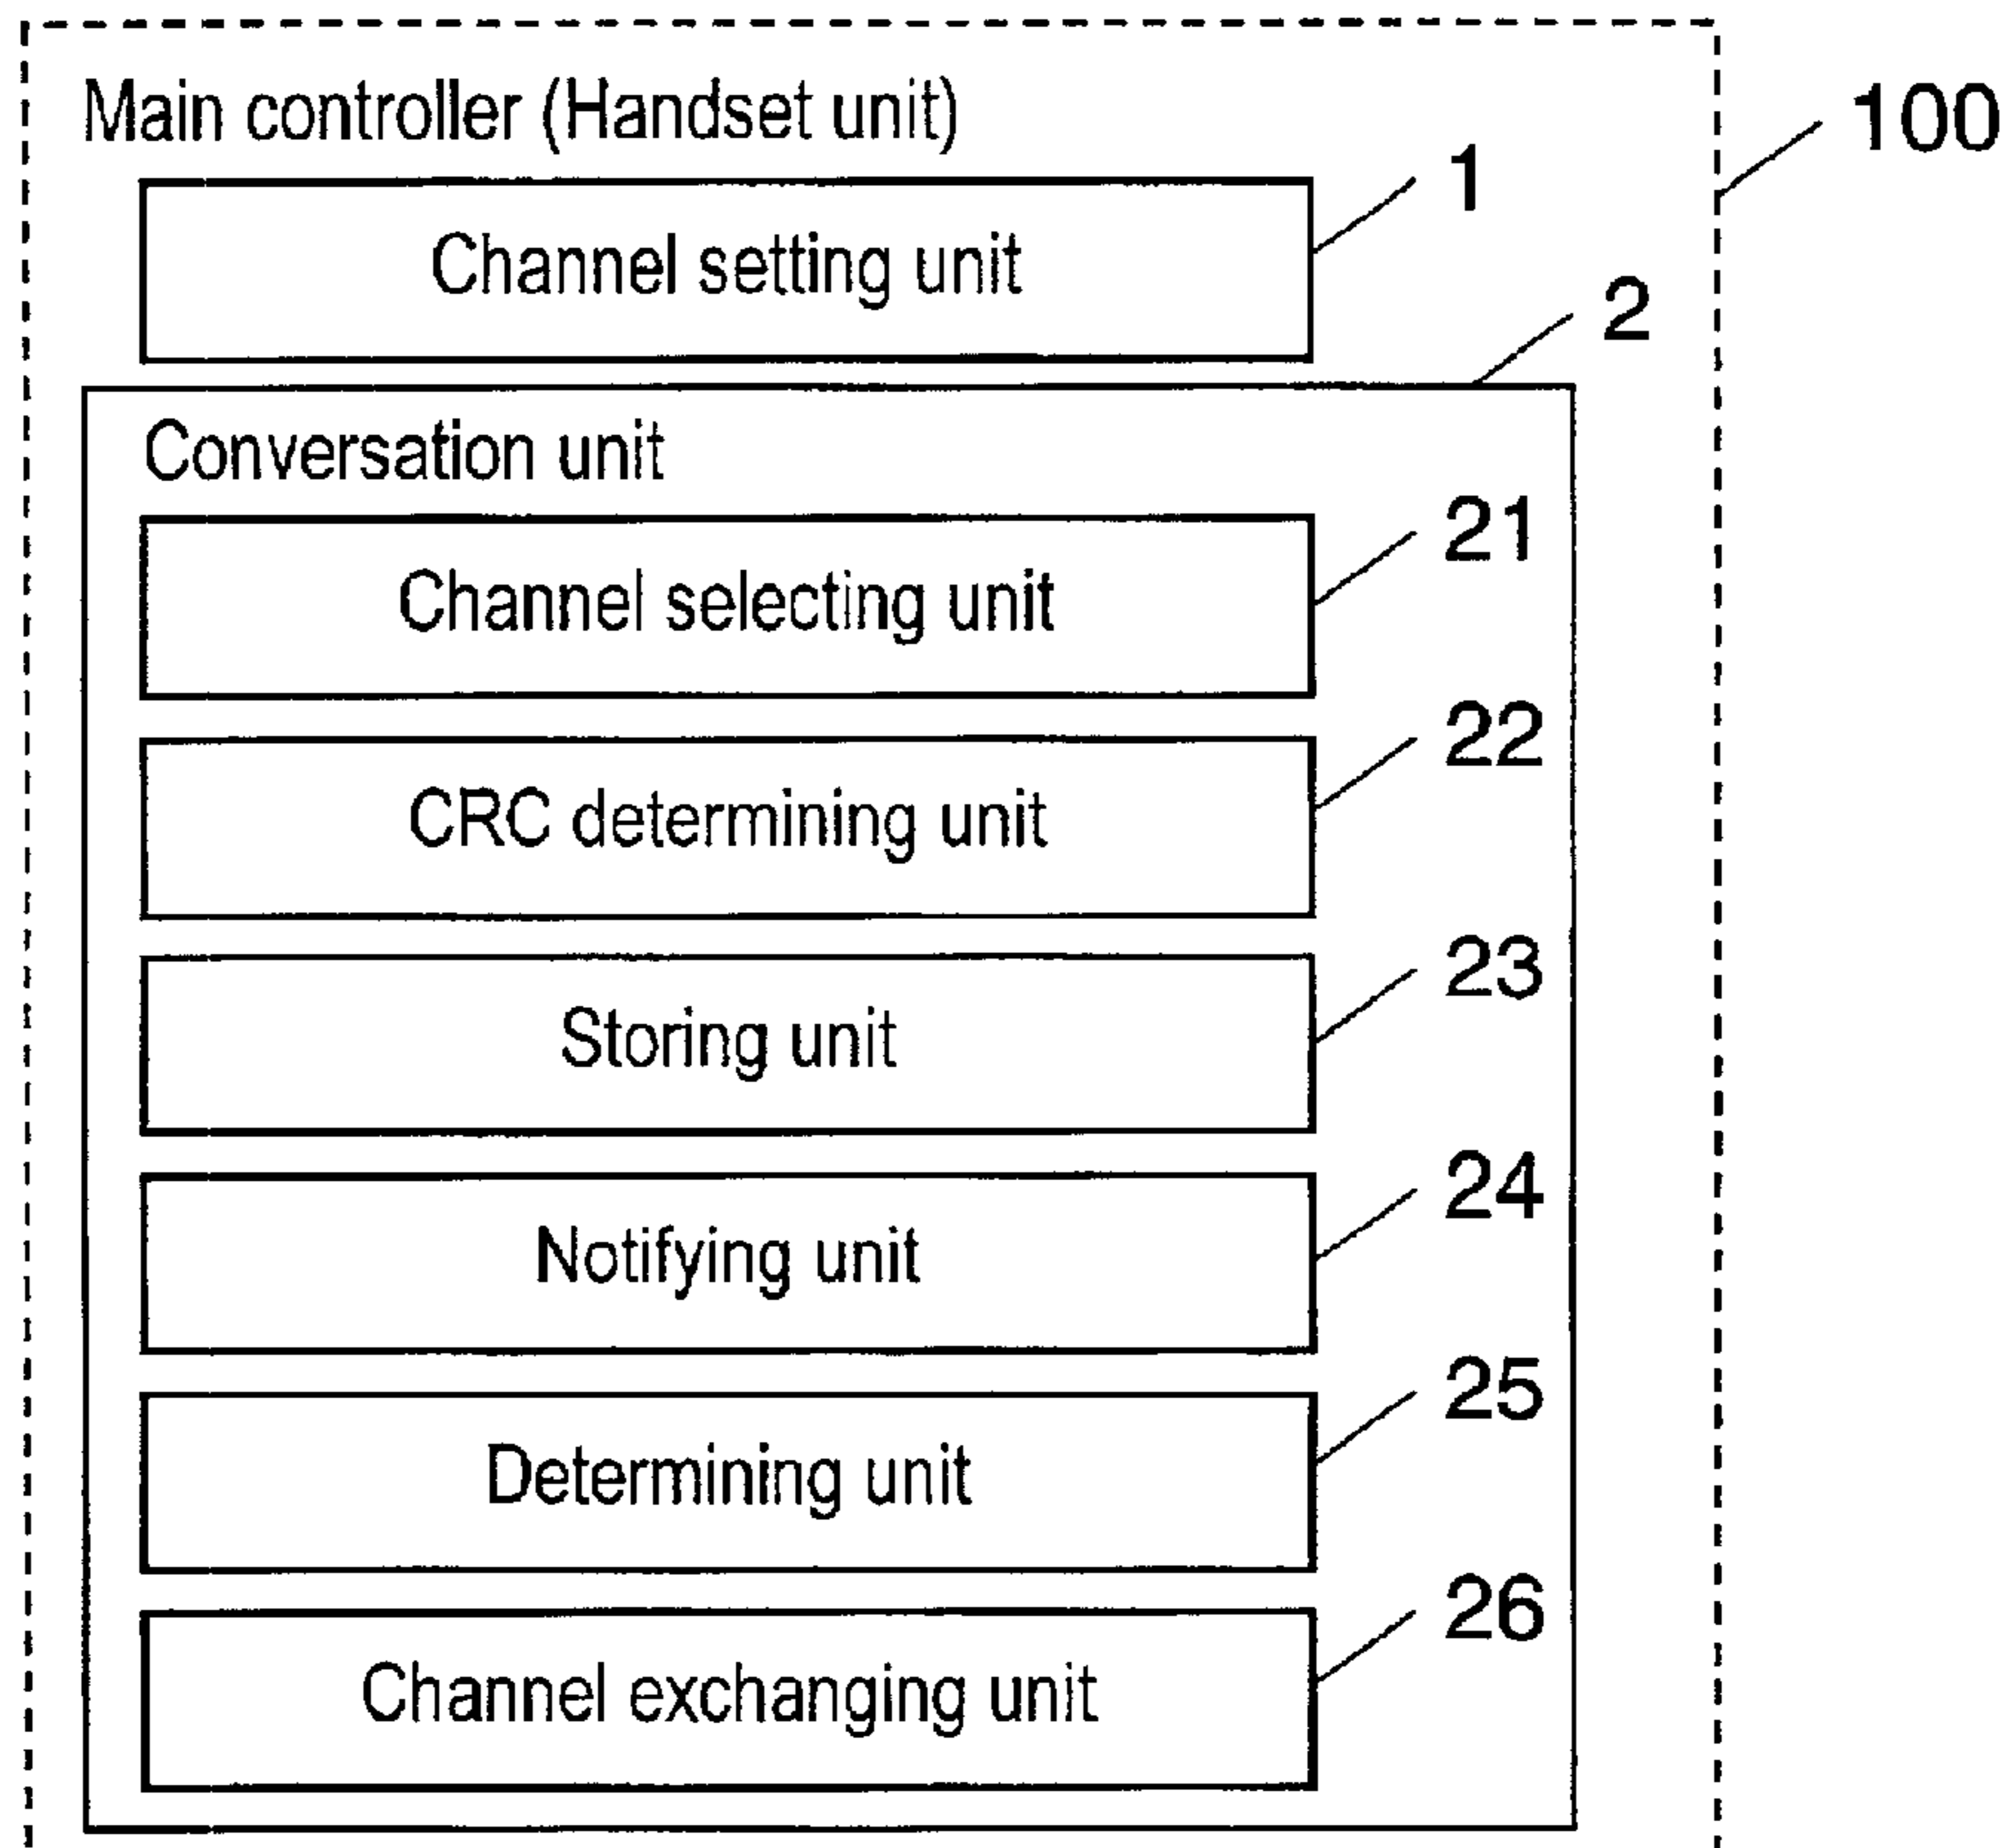 Main controller (Handset unit)
100
1
Channel setting unit
2
Conversation unit
21
Channel selecting unit
22
CRC determining unit
23
Storing unit
24
Notifying unit
25
Determining unit
26
Channel exchanging unit